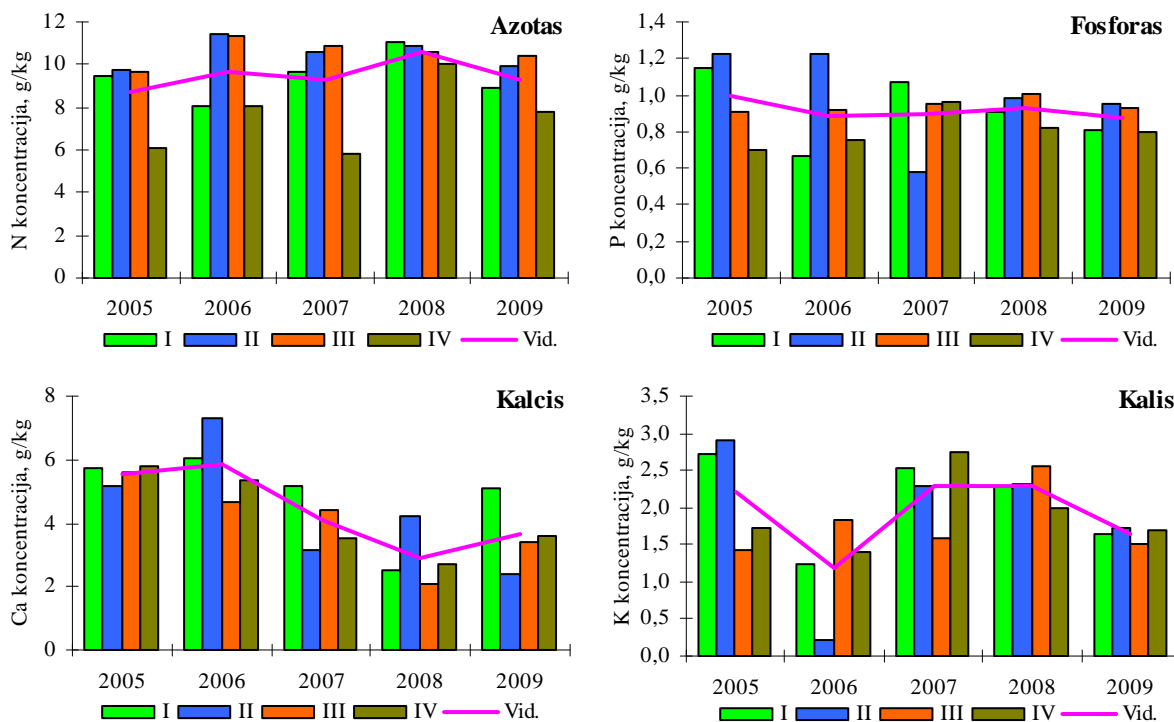 Azotas
N koncentracija, g/kg
12
10
8
6
4
2
0
2005 2006 2007 2008 2009
I II III IV Vid.
Fosforas
P koncentracija, g/kg
1,4
1,2
1,0
0,8
0,6
0,4
0,2
0,0
2005 2006 2007 2008 2009
I II III IV Vid.
Kalcis
Ca koncentracija, g/kg
8
6
4
2
0
2005 2006 2007 2008 2009
I II III IV Vid.
Kalis
K koncentracija, g/kg
3,5
3,0
2,5
2,0
1,5
1,0
0,5
0,0
2005 2006 2007 2008 2009
I II III IV Vid.